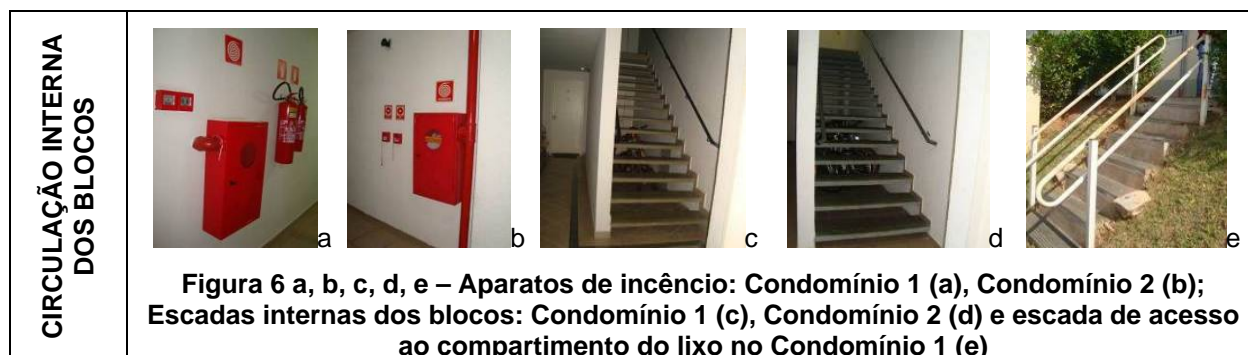 CIRCULAÇÃO INTERNA
DOS BLOCOS
a
b
c
d
e
Figura 6 a, b, c, d, e – Aparatos de incêncio: Condomínio 1 (a), Condomínio 2 (b);
Escadas internas dos blocos: Condomínio 1 (c), Condomínio 2 (d) e escada de acesso
ao compartimento do lixo no Condomínio 1 (e)